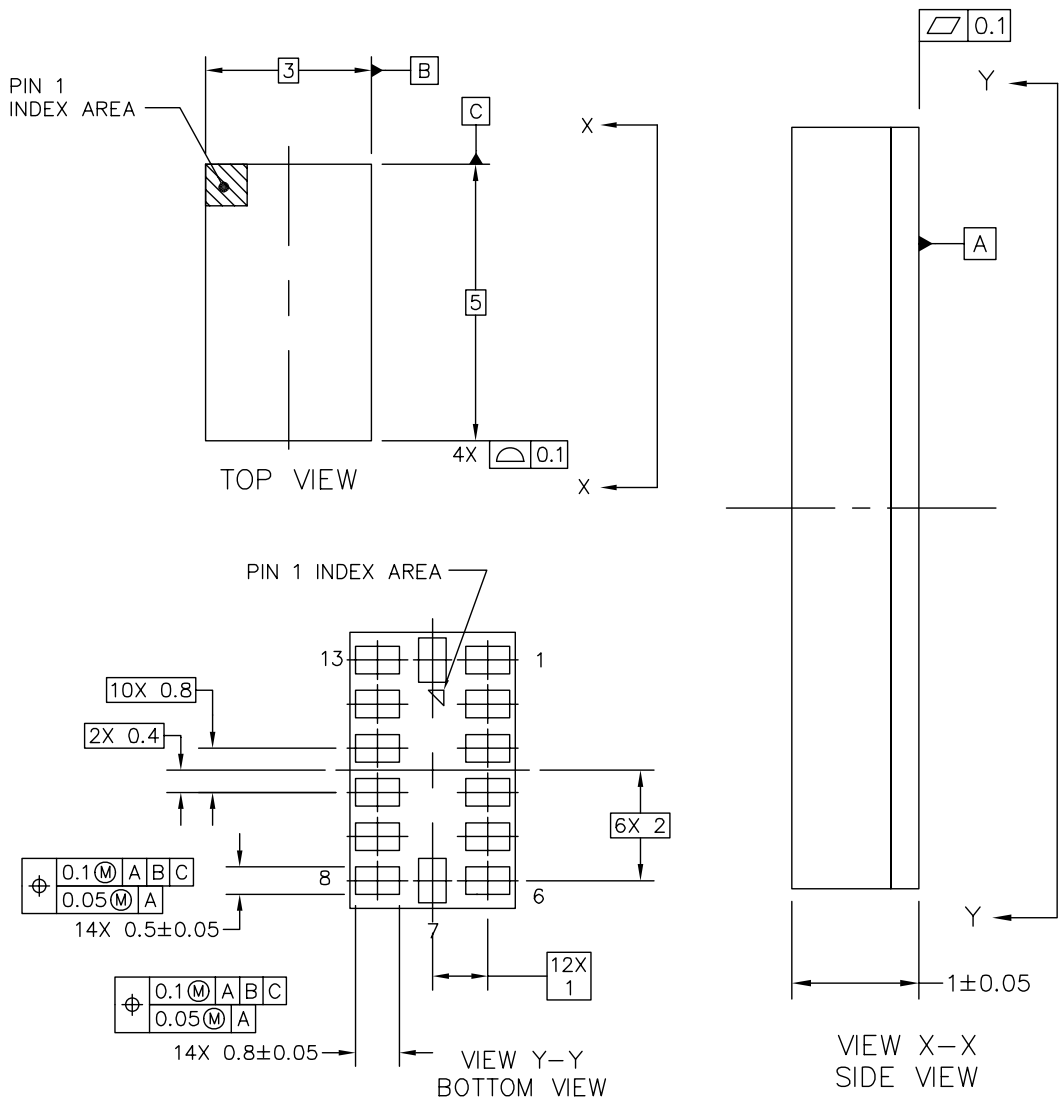 0.1
Y
3
B
PIN 1
INDEX AREA
C
X
A
5
4X 0.1
TOP VIEW
X
PIN 1 INDEX AREA
13
1
10X 0.8
2X 0.4
6X 2
0.1 Ⓜ A B C
0.05 Ⓜ A
8
6
14X 0.5±0.05
7
Y
12X
1
0.1 Ⓜ A B C
0.05 Ⓜ A
1±0.05
14X 0.8±0.05
VIEW Y-Y
BOTTOM VIEW
VIEW X-X
SIDE VIEW